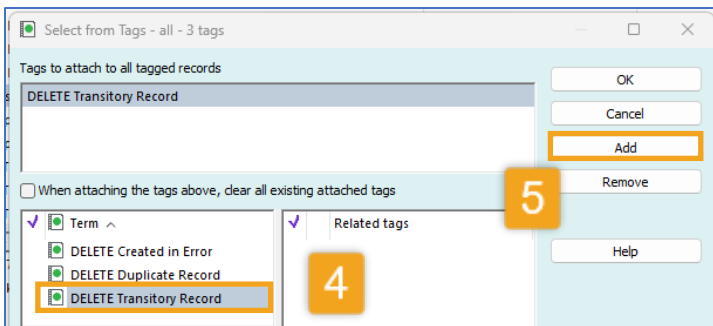 Select from Tags - all - 3 tags
Tags to attach to all tagged records
DELETE Transitory Record
OK
Cancel
Add
Remove
When attaching the tags above, clear all existing attached tags
5
Term
Related tags
Help
DELETE Created in Error
DELETE Duplicate Record
DELETE Transitory Record
4